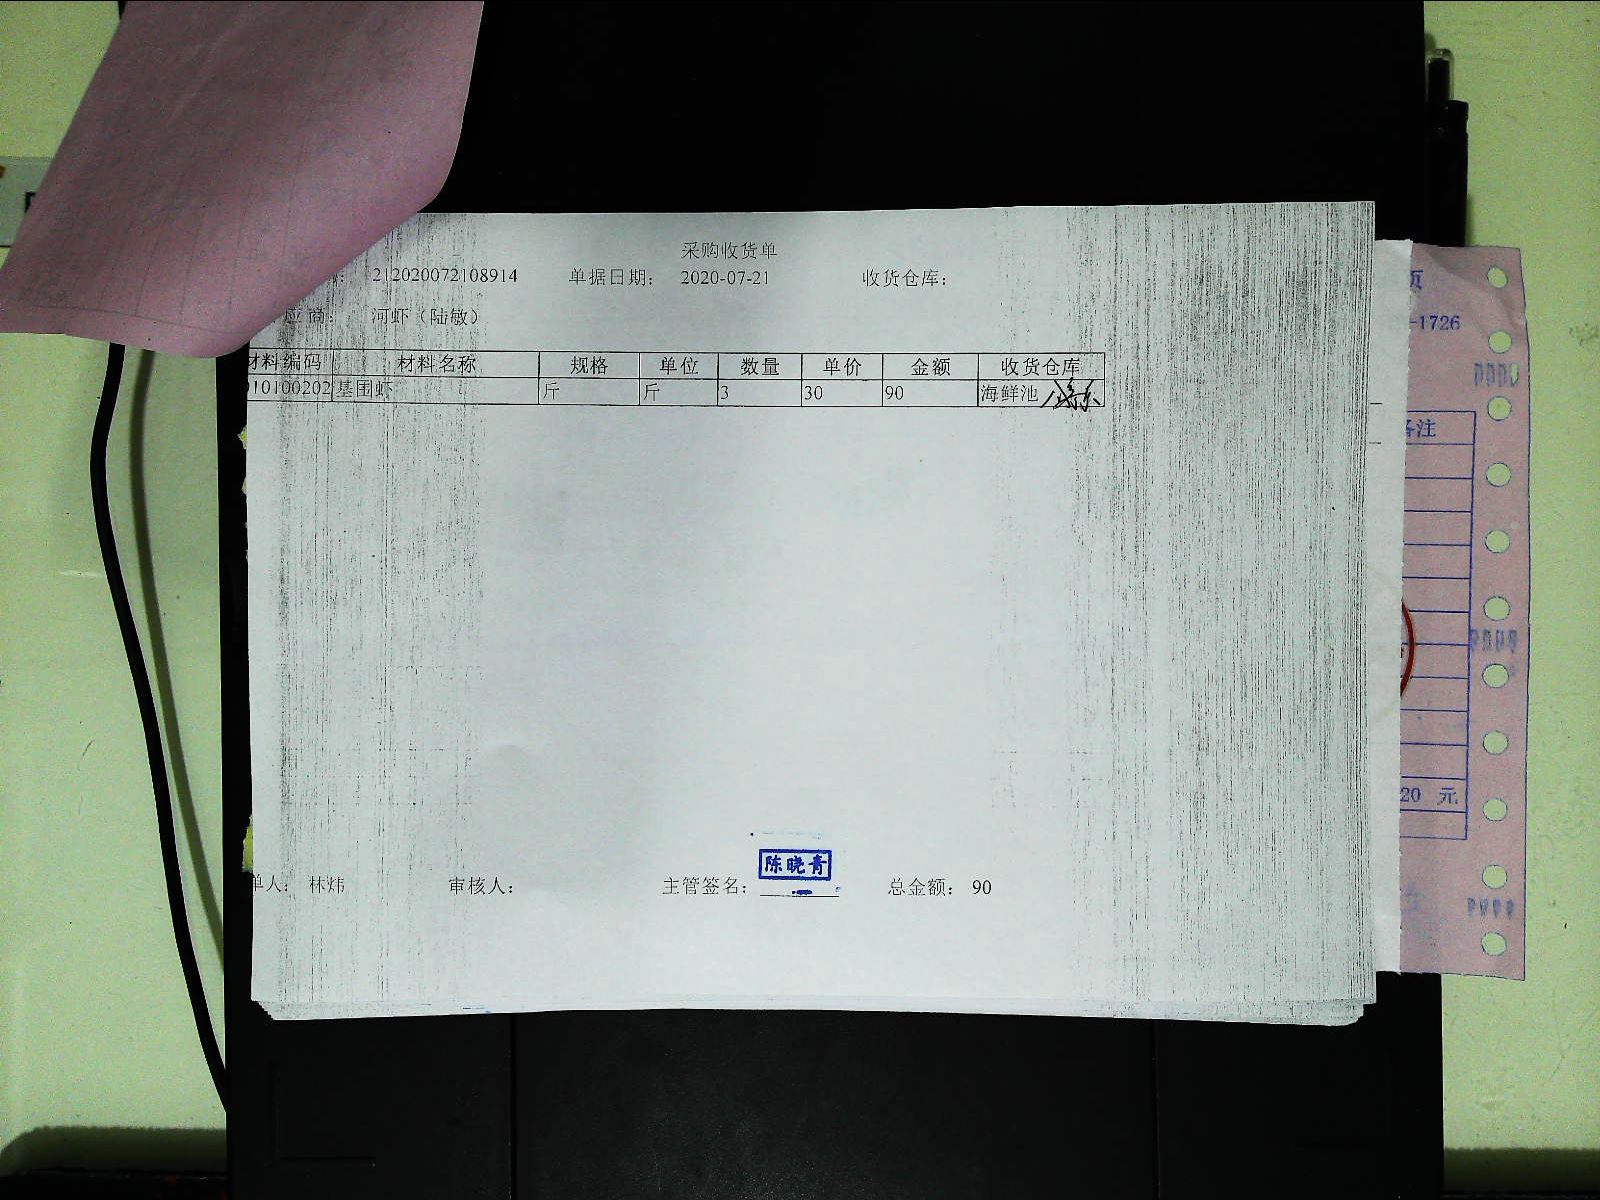 采购收货单
212020072108914 单据日期: 2020-07-21 收货仓库:
应商: 河虾（陆敏）
材料编码 材料名称 规格 单位 数量 单价 金额 收货仓库
10100202 基围虾 斤 斤 3 30 90 海鲜池
陈晓青
单人: 林炜 审核人: 主管签名: 总金额: 90
页
-1726
备注
20 元